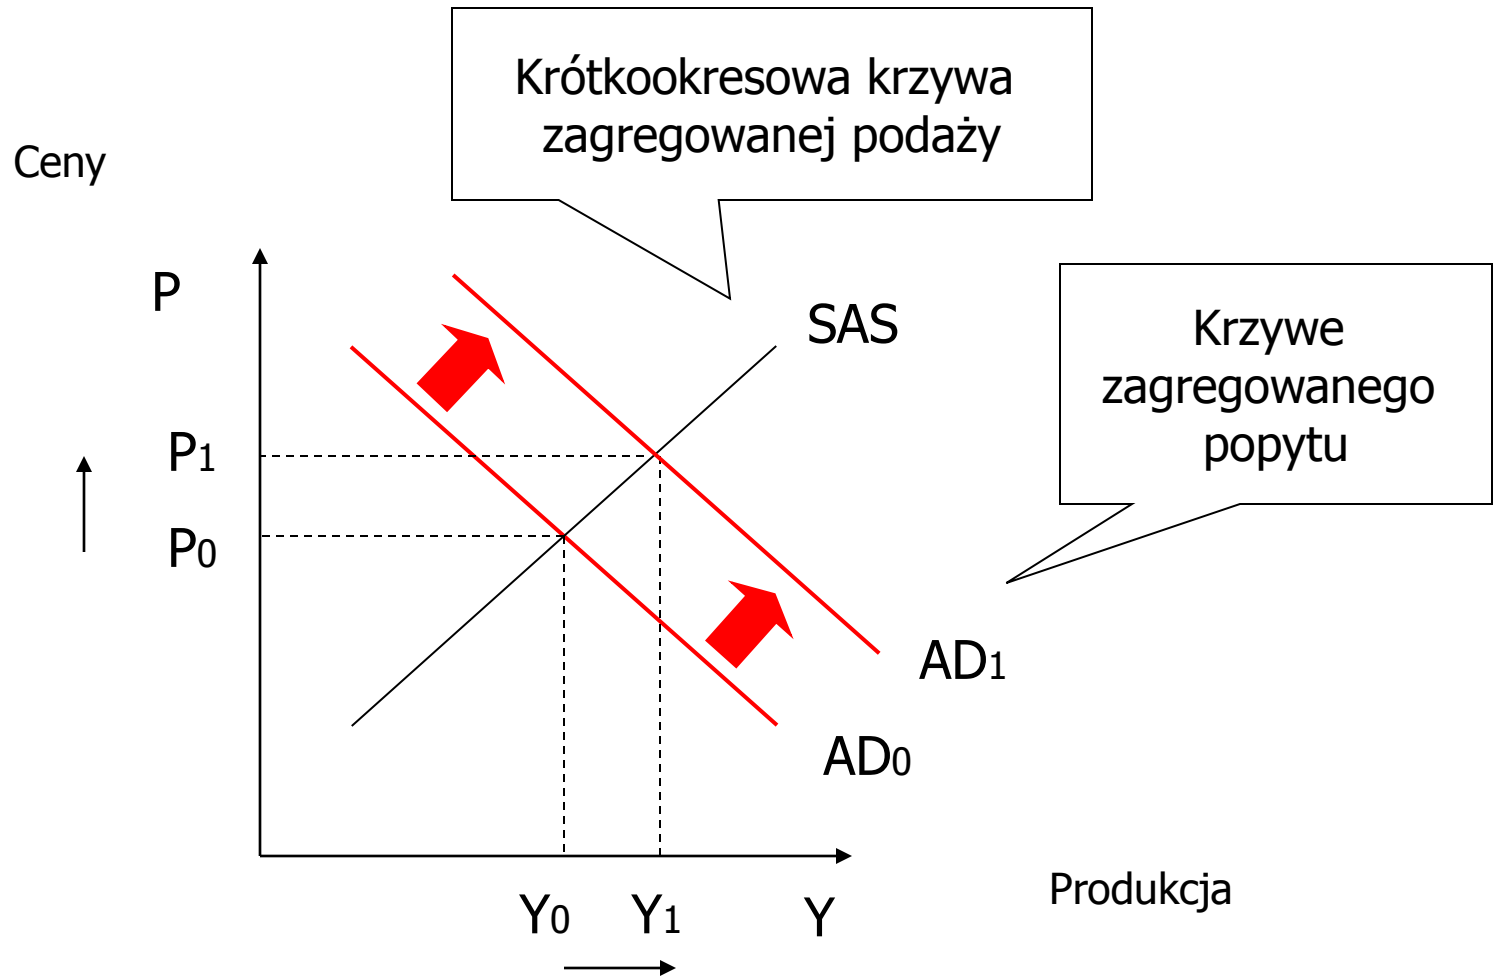 Krótkookresowa krzywa
zagregowanej podaży
Ceny
P
SAS
Krzywe
zagregowanego
popytu
P1
P0
AD1
AD0
Produkcja
Y0
Y1
Y